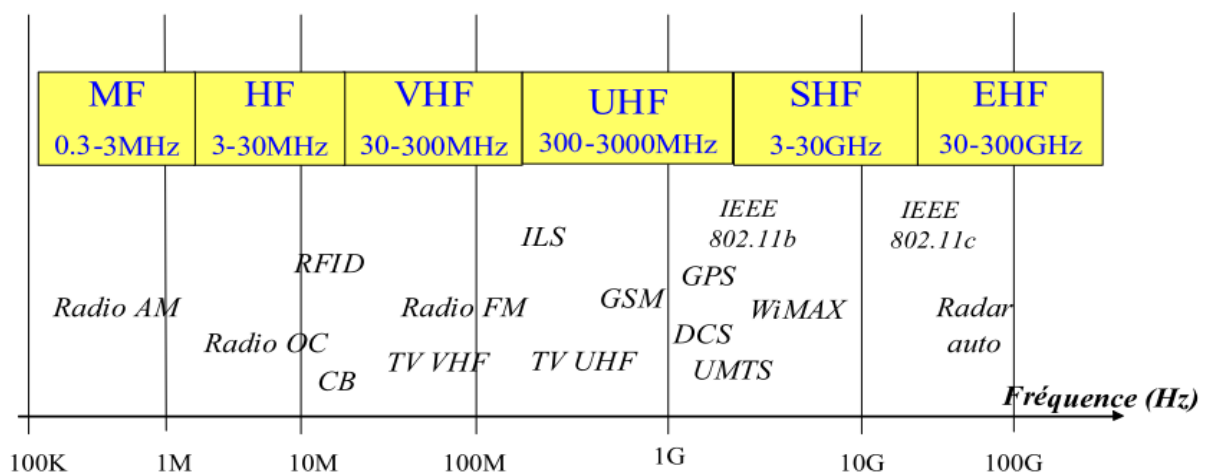 MF HF VHF UHF SHF EHF
0.3-3MHz 3-30MHz 30-300MHz 300-3000MHz 3-30GHz 30-300GHz
IEEE
802.11b
IEEE
802.11c
ILS
RFID
GPS
Radio AM
Radio FM
GSM
WiMAX
Radar
auto
Radio OC
DCS
CB
TV VHF
TV UHF
UMTS
Fréquence (Hz)
100K 1M 10M 100M 1G 10G 100G